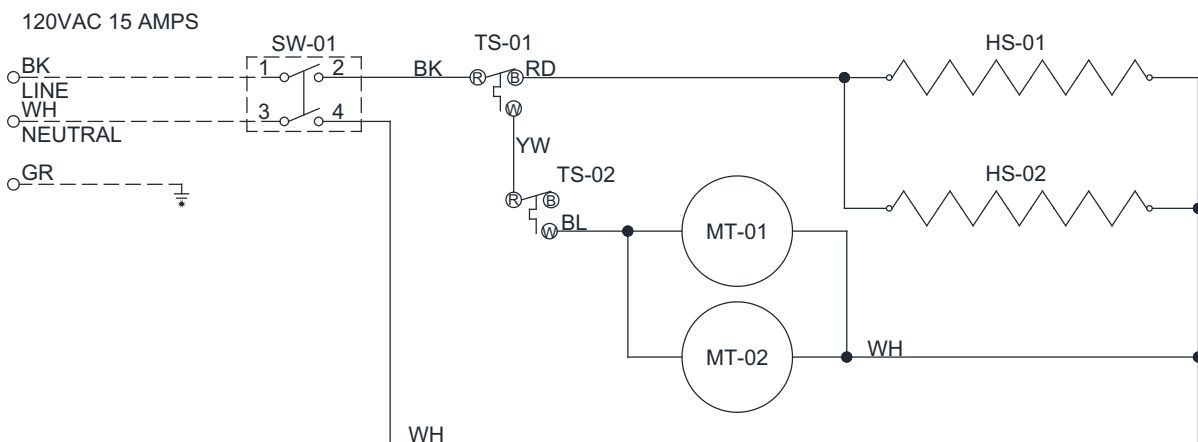 120VAC 15 AMPS
SW-01
TS-01
HS-01
BK
1
2
BK
R
B
RD
LINE
WH
3
4
W
NEUTRAL
YW
GR
TS-02
HS-02
R
B
W
BL
MT-01
MT-02
WH
WH